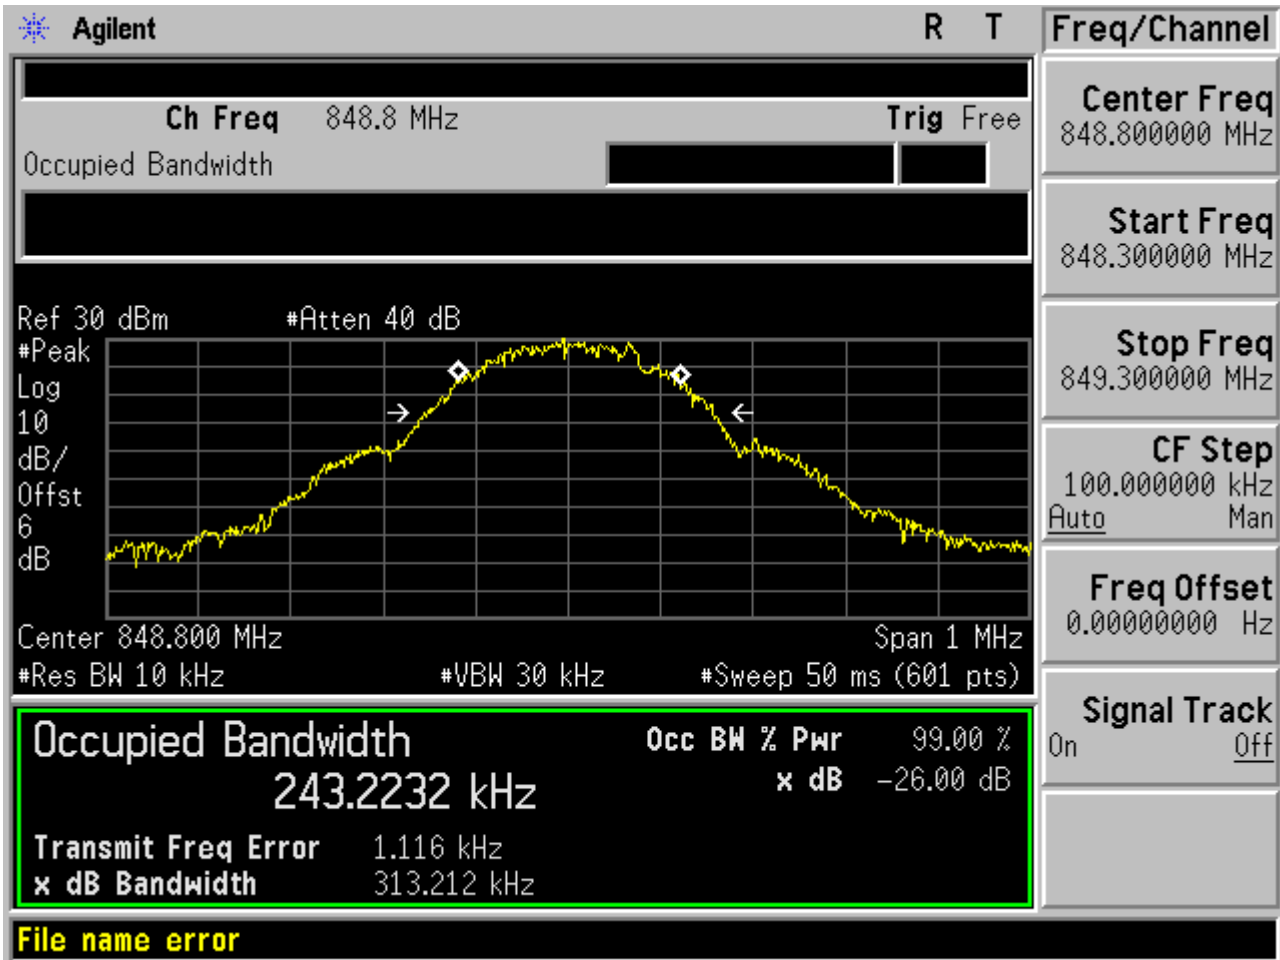 Agilent R T Freq/Channel
Ch Freq 848.8 MHz Trig Free
Occupied Bandwidth
Center Freq
848.800000 MHz
Start Freq
848.300000 MHz
Stop Freq
849.300000 MHz
CF Step
100.000000 kHz
Auto Man
Freq Offset
0.00000000 Hz
Signal Track
On Off
Ref 30 dBm #Atten 40 dB
#Peak
Log
10
dB/
Offst
6
dB
Center 848.800 MHz Span 1 MHz
#Res BW 10 kHz #VBW 30 kHz #Sweep 50 ms (601 pts)
Occupied Bandwidth
243.2232 kHz
Occ BW % Pwr 99.00 %
x dB -26.00 dB
Transmit Freq Error 1.116 kHz
x dB Bandwidth 313.212 kHz
File name error